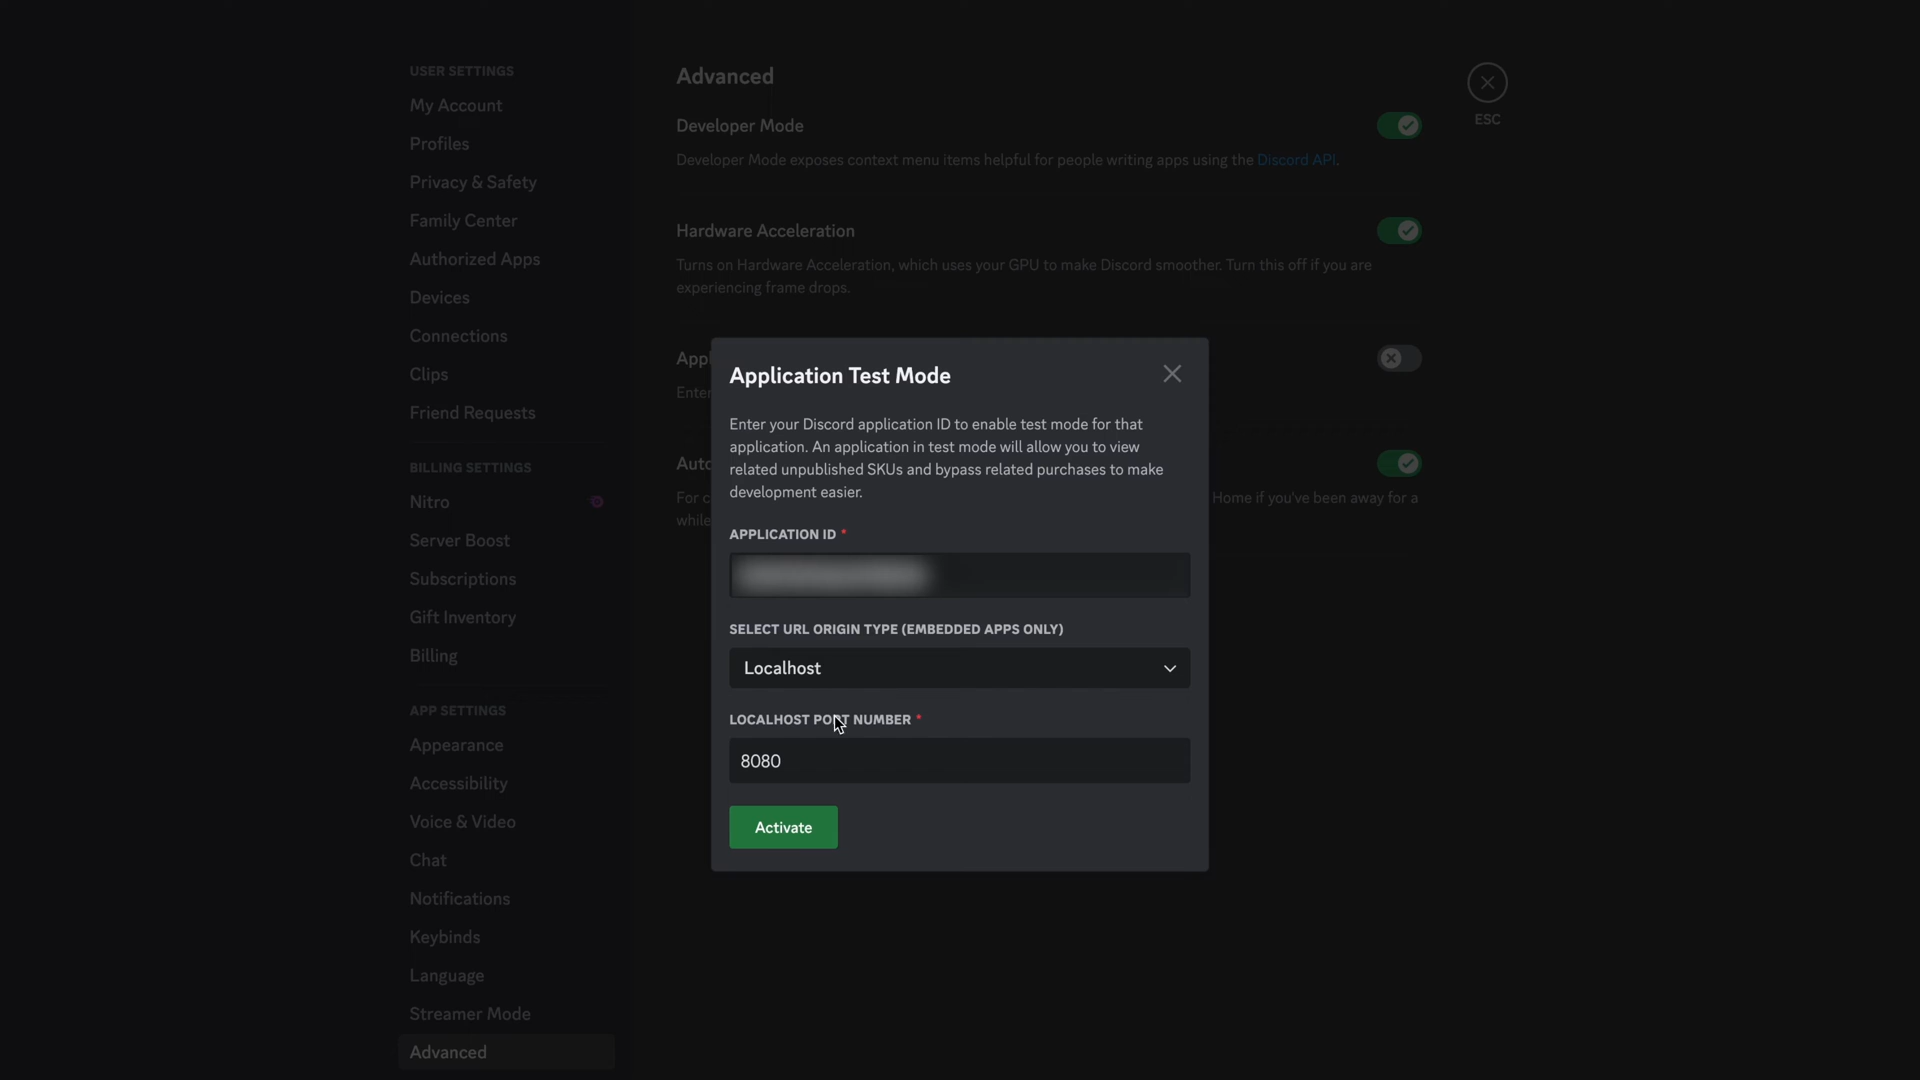 USER SETTINGS
My Account
Profiles
Privacy & Safety
Family Center
Authorized Apps
Devices
Connections
Clips
Friend Requests
BILLING SETTINGS
Nitro
Server Boost
Subscriptions
Gift Inventory
Billing
APP SETTINGS
Appearance
Accessibility
Voice & Video
Chat
Notifications
Keybinds
Language
Streamer Mode
Advanced
Advanced
Developer Mode
Developer Mode exposes context menu items helpful for people writing apps using the Discord API.
Hardware Acceleration
Turns on Hardware Acceleration, which uses your GPU to make Discord smoother. Turn this off if you are
experiencing frame drops.
Appl
Enter
Auto
For c Home if you've been away for a
while
ESC
Application Test Mode
Enter your Discord application ID to enable test mode for that
application. An application in test mode will allow you to view
related unpublished SKUs and bypass related purchases to make
development easier.
APPLICATION ID *
SELECT URL ORIGIN TYPE (EMBEDDED APPS ONLY)
Localhost
LOCALHOST PORT NUMBER *
8080
Activate